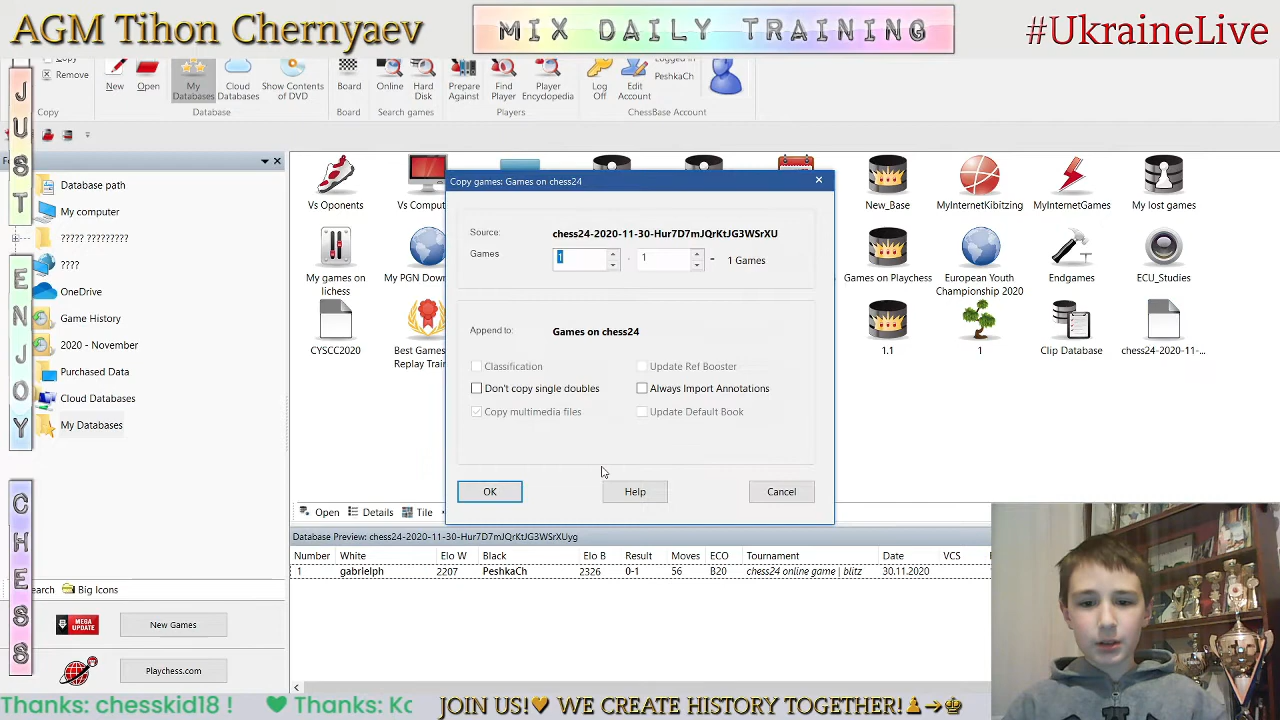 AGM Tihon Chernyaev
MIX DAILY TRAINING
#UkraineLive
Remove
Copy
New
Open
My Databases
Cloud Databases
Show Contents of DVD
Database
Board
Board
Online
Hard Disk
Search games
Prepare Against
Find Player
Player Encyclopedia
Players
Log Off
Edit Account
PeshkaCh
ChessBase Account
JUST
ENJOY
CHESS
Database path
My computer
????? ?????????
????
OneDrive
Game History
2020 - November
Purchased Data
Cloud Databases
My Databases
Big Icons
MEGA UPDATE
New Games
Playchess.com
Vs Oponents
New_Base
MyInternetKibitzing
MyInternetGames
My lost games
My games on lichess
Games on Playchess
European Youth Championship 2020
Endgames
ECU_Studies
CYSCC2020
1.1
1
Clip Database
chess24-2020-11-...
Copy games: Games on chess24
Source:
chess24-2020-11-30-Hur7D7mJQrKtJG3WSrXU
Games
1 - 1 = 1 Games
Append to:
Games on chess24
Classification
Update Ref Booster
Don't copy single doubles
Always Import Annotations
Copy multimedia files
Update Default Book
OK
Help
Cancel
Open
Details
Tile
Database Preview: chess24-2020-11-30-Hur7D7mJQrKtJG3WSrXUyg
Number White Elo W Black Elo B Result Moves ECO Tournament Date VCS
1 gabrielph 2207 PeshkaCh 2326 0-1 56 B20 chess24 online game | blitz 30.11.2020
Thanks: chesskid18 !
Thanks: Ko
JOIN US! WE CREATE HISTORY TOGETHER!